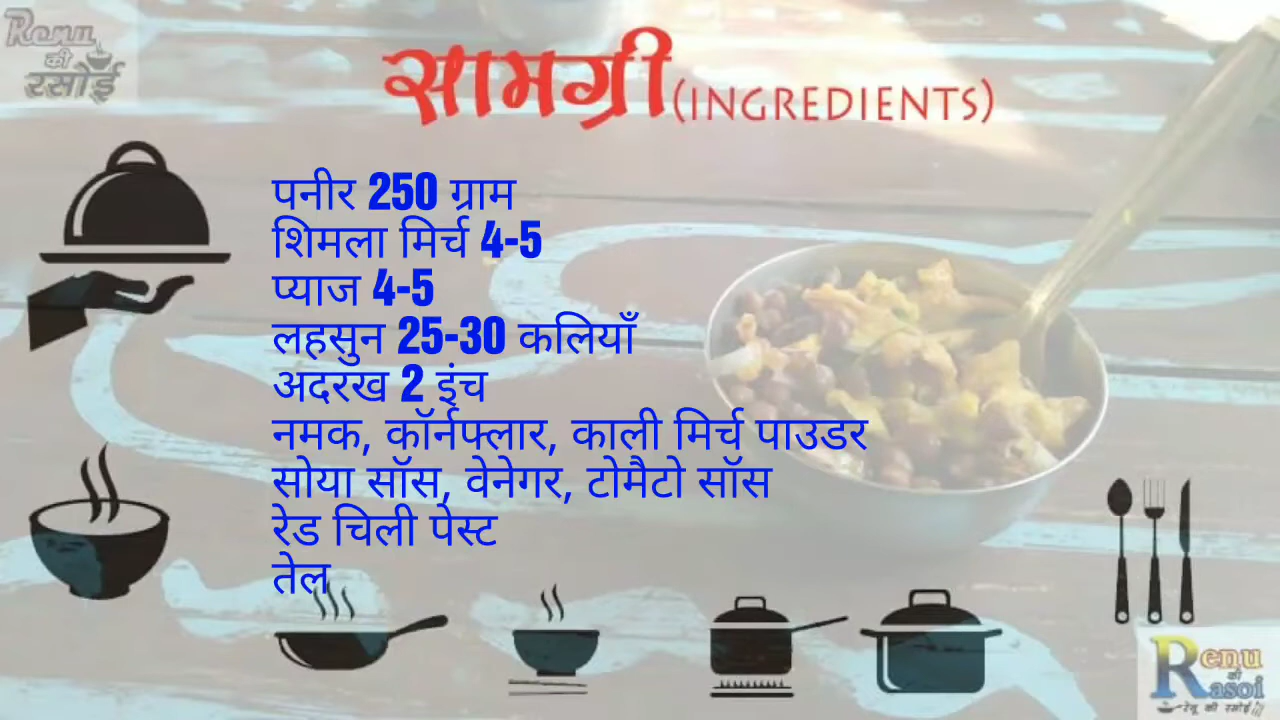 Renu
की
रसोई
सामग्री(INGREDIENTS)
पनीर 250 ग्राम
शिमला मिर्च 4-5
प्याज 4-5
लहसुन 25-30 कलियाँ
अदरख 2 इंच
नमक, कॉर्नफ्लार, काली मिर्च पाउडर
सोया सॉस, वेनेगर, टोमैटो सॉस
रेड चिली पेस्ट
तेल
Renu
की
Rasoi
रेनू की रसोई